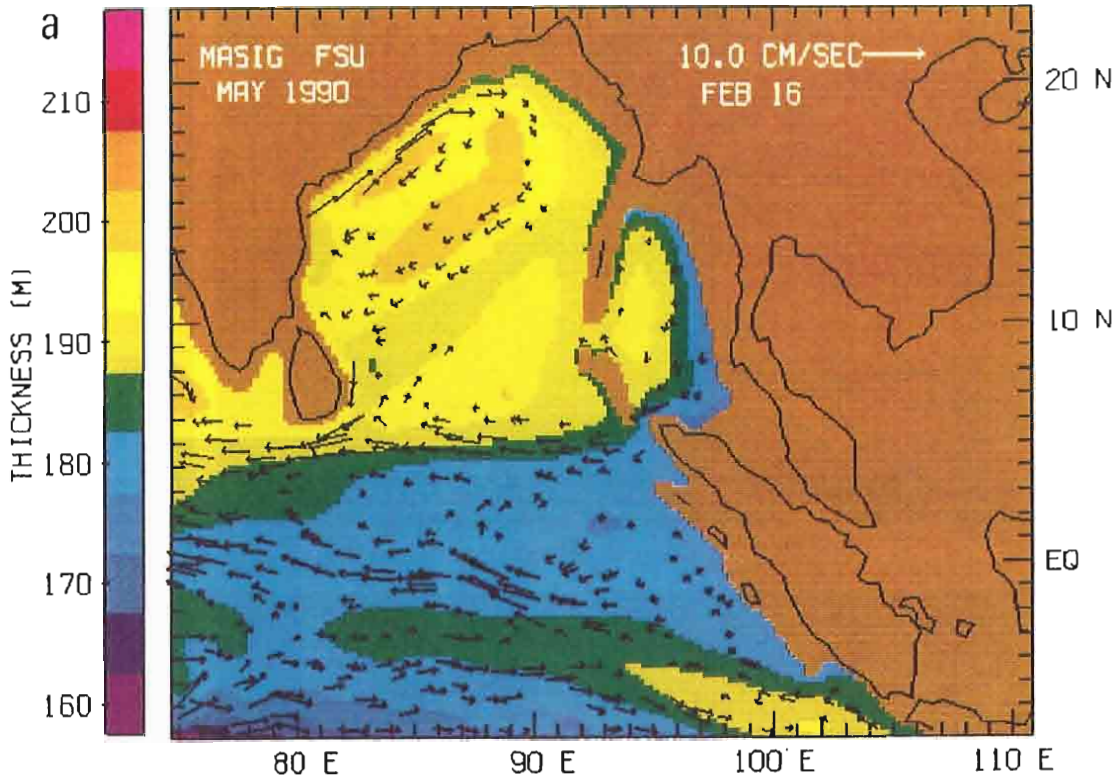 a
MASIG FSU
MAY 1990
10.0 CM/SEC
FEB 16
THICKNESS (M)
210
200
190
180
170
160
20 N
10 N
EQ
80 E
90 E
100 E
110 E